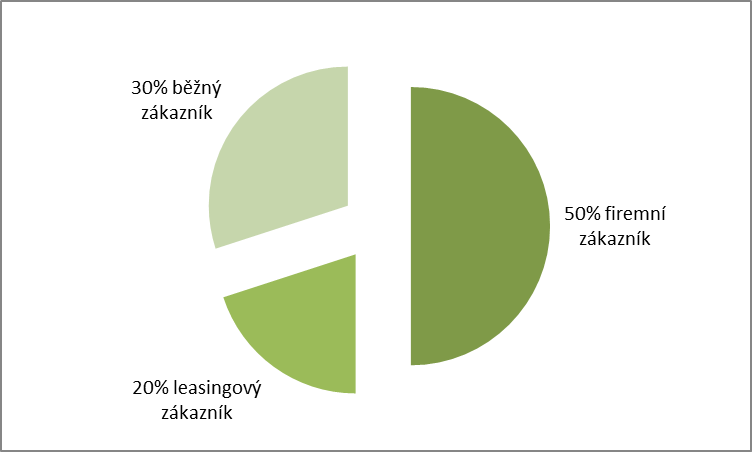 30% běžný
zákazník
50% firemní
zákazník
20% leasingový
zákazník